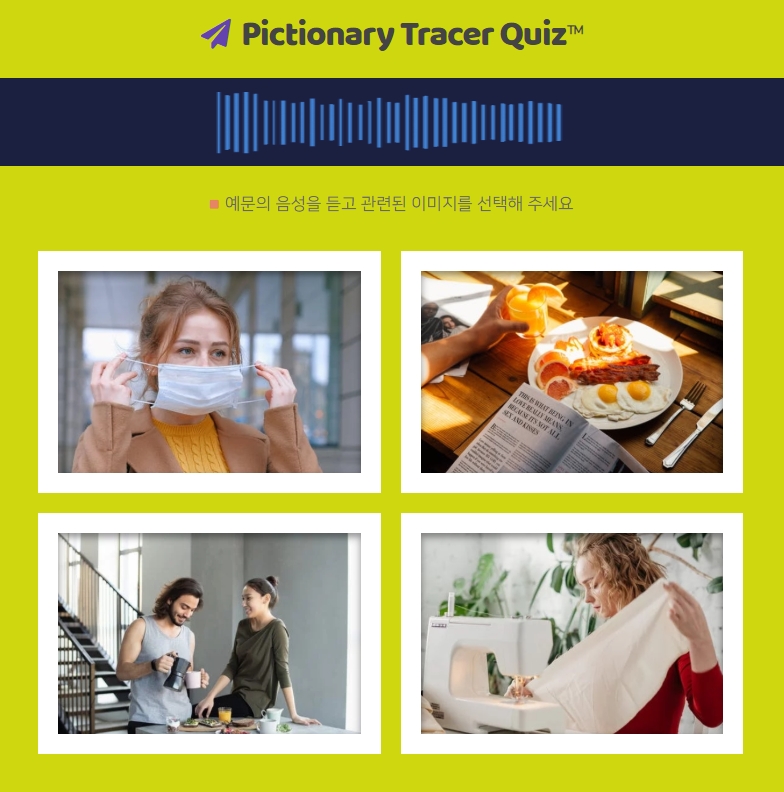 Pictionary Tracer Quiz™
예문의 음성을 듣고 관련된 이미지를 선택해 주세요
THIS IS WHAT BEING IN
LOVE REALLY MEANS,
BECAUSE IT'S NOT ALL
SEX AND KISSES